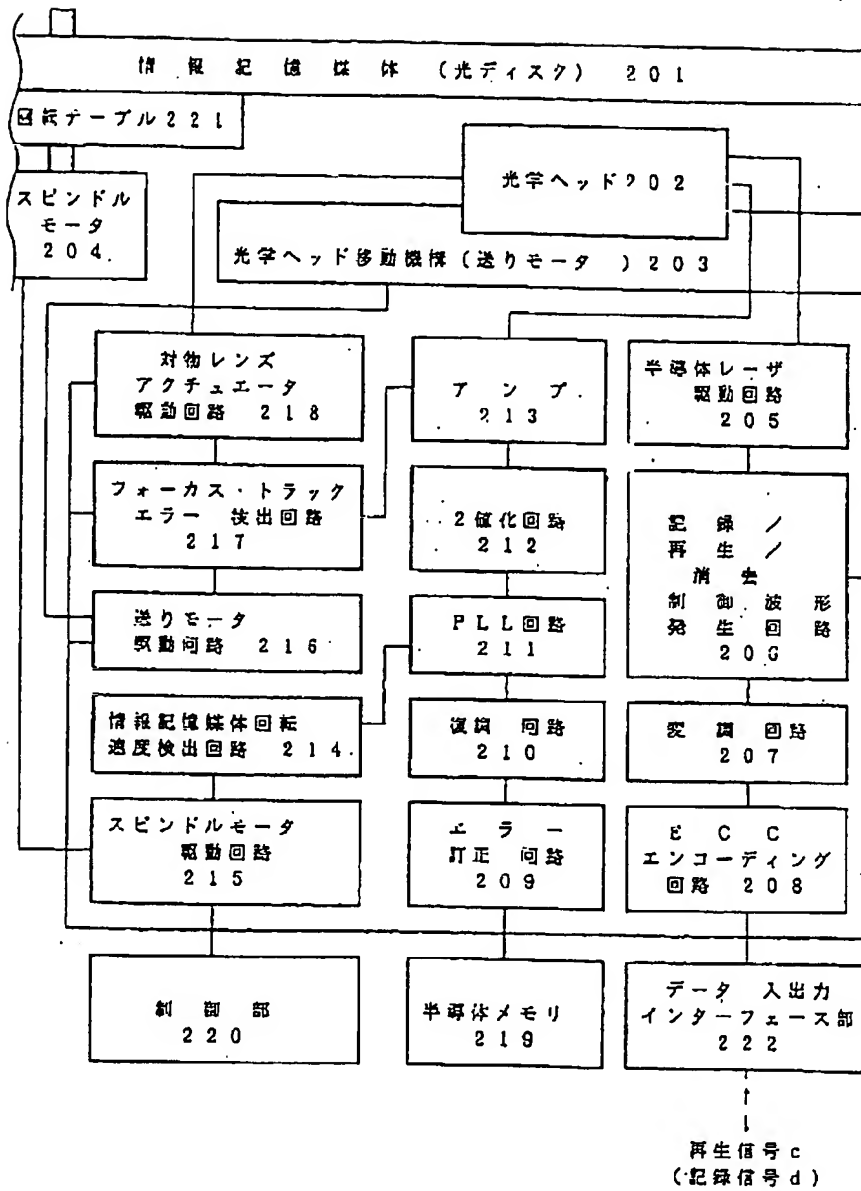 情報記憶媒体(光ディスク) 201
回転テーブル221
スピンドル
モータ
204
光学ヘッド202
光学ヘッド移動機構(送りモータ)203
対物レンズ
アクチュエータ
駆動回路 218
アンプ
213
半導体レーザ
駆動回路
205
フォーカス・トラック
エラー検出回路
217
2値化回路
212
記録/
再生/
消去
制御波形
発生回路
206
送りモータ
駆動回路 216
PLL回路
211
情報記憶媒体回転
速度検出回路 214
復調回路
210
変調回路
207
スピンドルモータ
駆動回路
215
エラー
訂正回路
209
ECC
エンコーディング
回路 208
制御部
220
半導体メモリ
219
データ入出力
インターフェース部
222
再生信号c
(記録信号d)